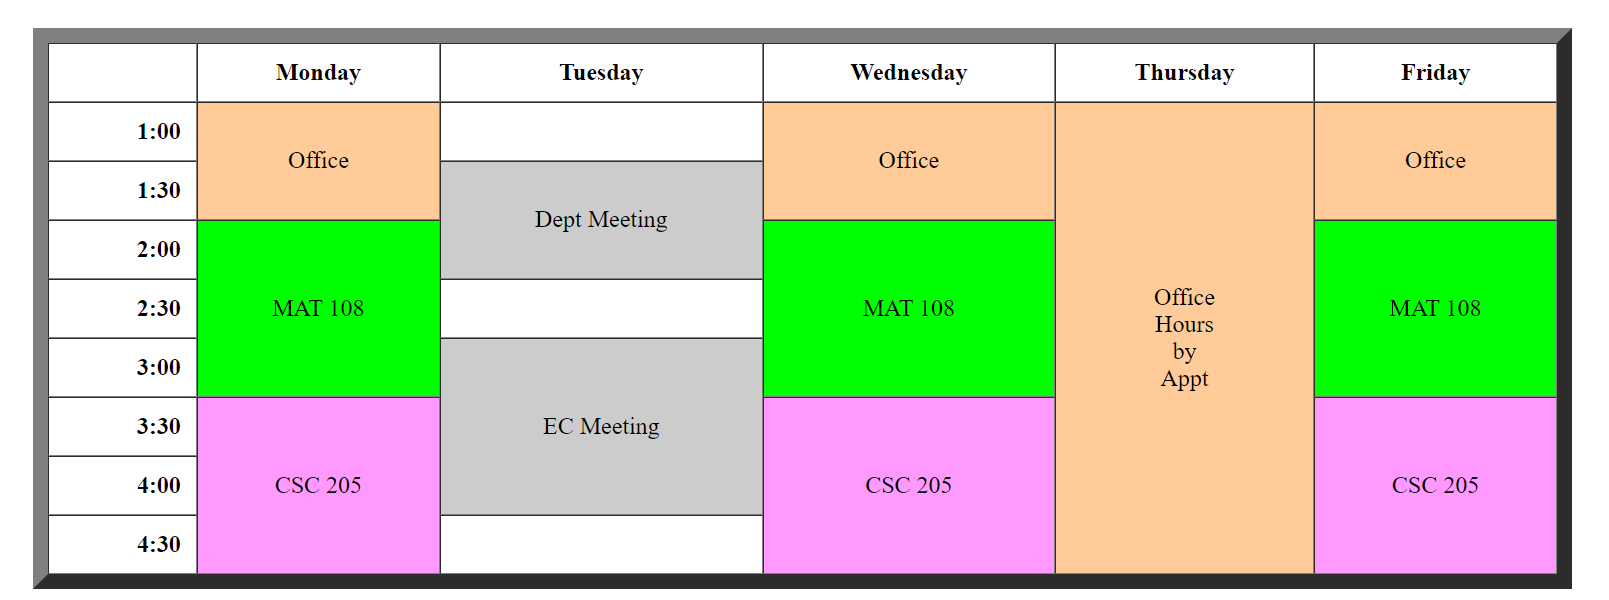 Monday Tuesday Wednesday Thursday Friday
1:00
Office Office Office
1:30
Dept Meeting
2:00
MAT 108 MAT 108 MAT 108
2:30
Office
Hours
by
Appt
3:00
3:30
EC Meeting
4:00
CSC 205 CSC 205 CSC 205
4:30